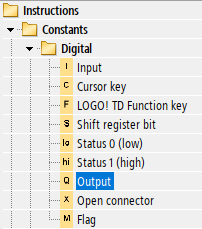 Instructions
Constants
Digital
I Input
C Cursor key
F LOGO! TD Function key
S Shift register bit
lo Status 0 (low)
hi Status 1 (high)
Q Output
X Open connector
M Flag